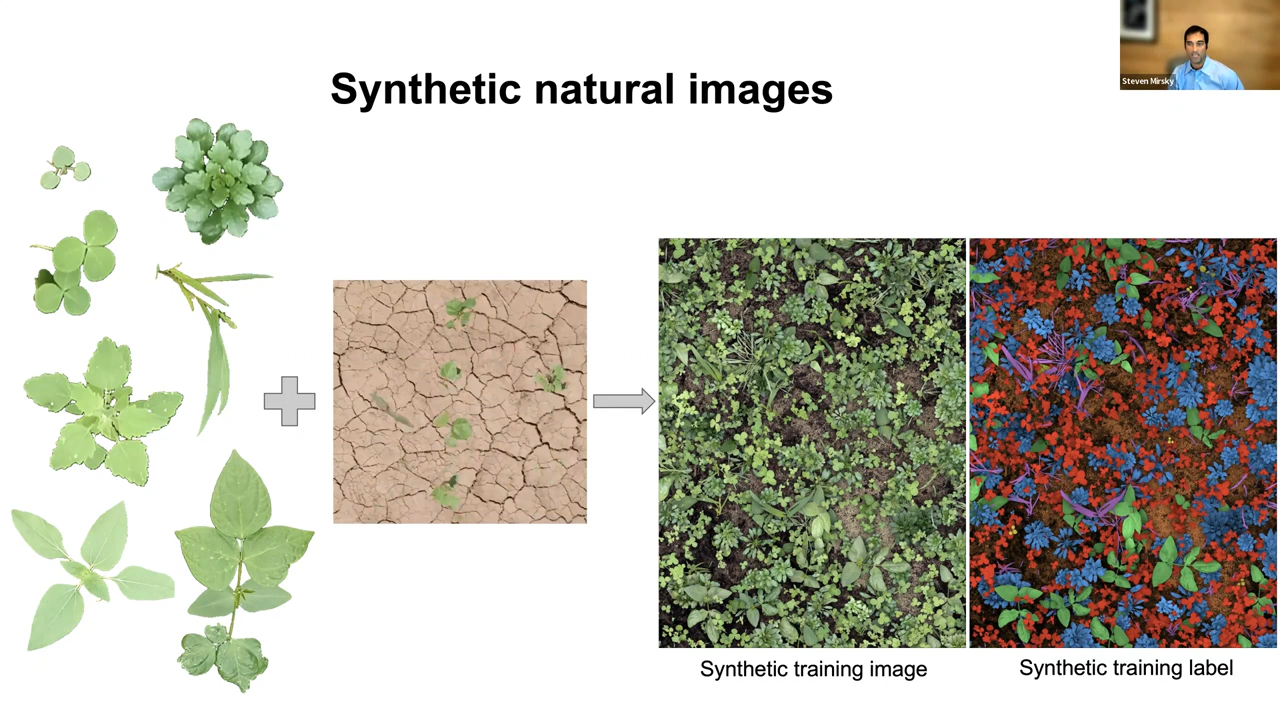 Steven Mirsky
Synthetic natural images
Synthetic training image
Synthetic training label